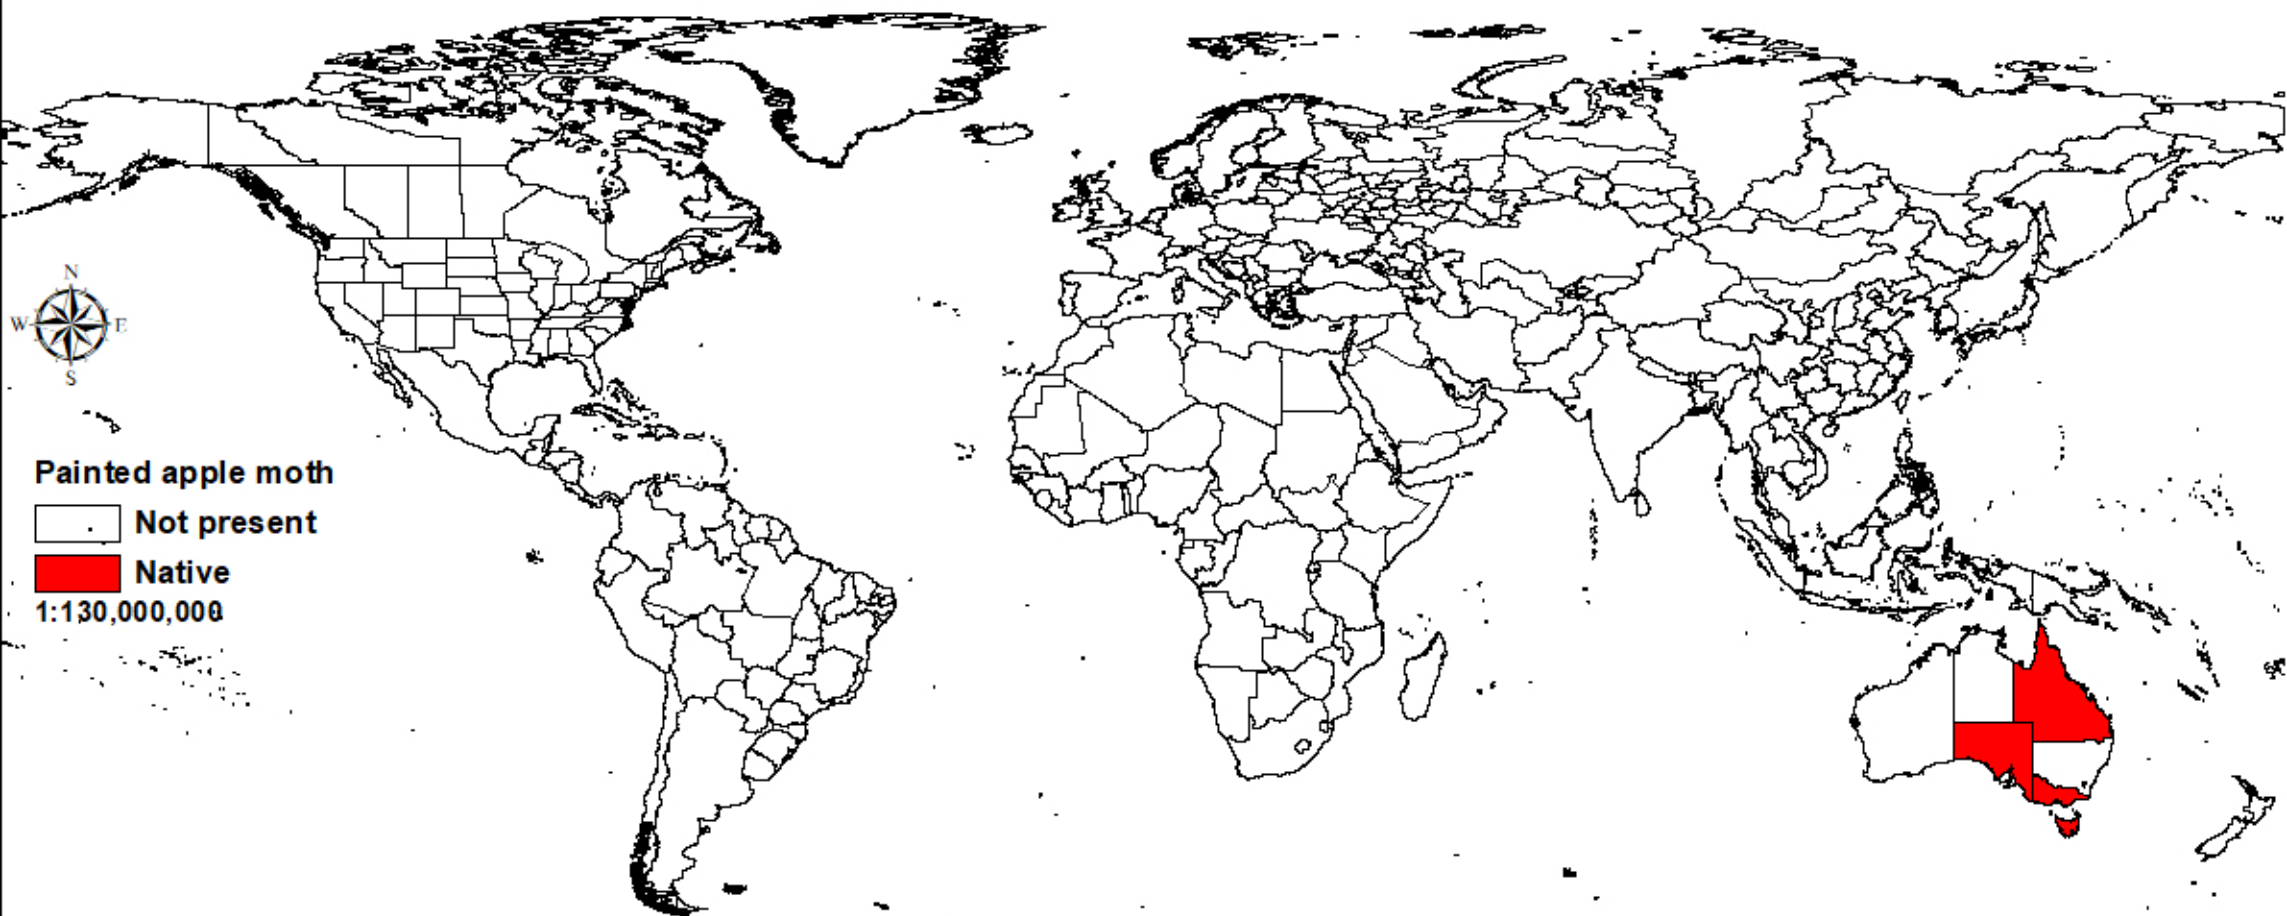 N
W E
S
Painted apple moth
Not present
Native
1:130,000,000